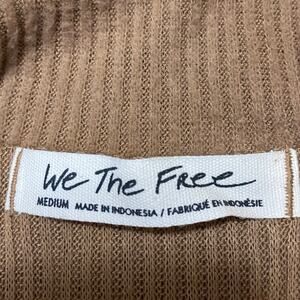 We The Free
MEDIUM MADE IN INDONESIA / FABRIQUÉ EN INDONÉSIE